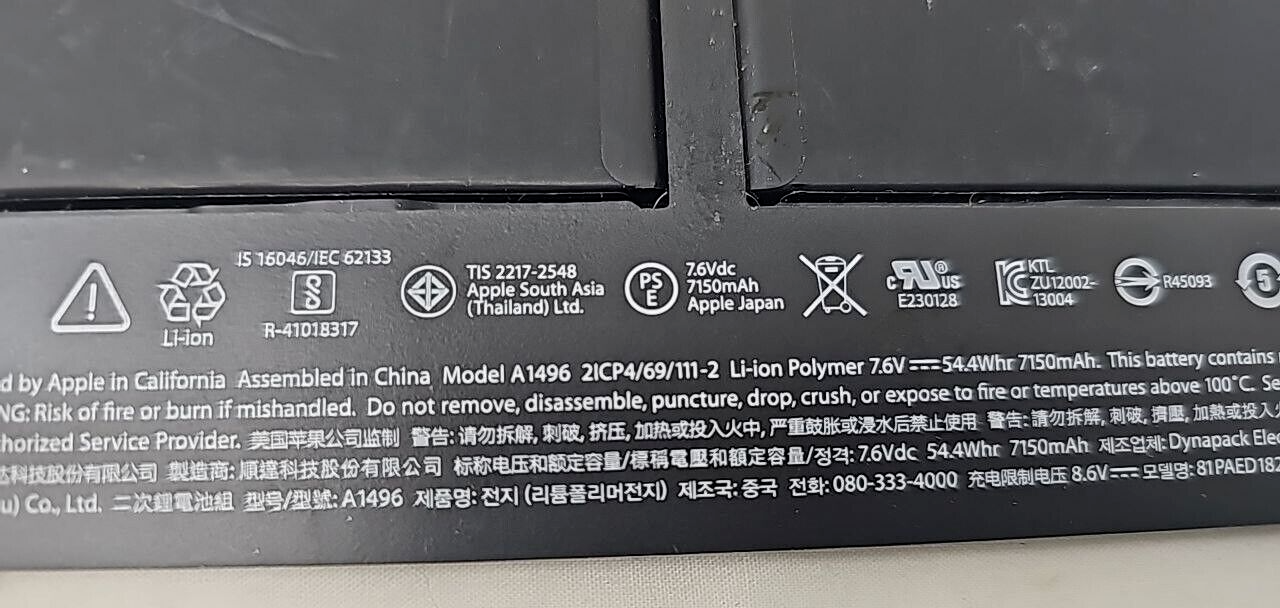 IS 16046/IEC 62133
R-41018317
Li-ion
TIS 2217-2548
Apple South Asia
(Thailand) Ltd.
PS
E
7.6Vdc
7150mAh
Apple Japan
c RU® US
E230128
KTL
ZU12002-
13004
R45093
5
d by Apple in California Assembled in China Model A1496 2ICP4/69/111-2 Li-ion Polymer 7.6V⎓54.4Whr 7150mAh. This battery contains
NG: Risk of fire or burn if mishandled. Do not remove, disassemble, puncture, drop, crush, or expose to fire or temperatures above 100°C. Se
thorized Service Provider. 美国苹果公司监制 警告: 请勿拆解, 刺破, 挤压, 加热或投入火中, 严重鼓胀或浸水后禁止使用 警告: 請勿拆解, 刺破, 擠壓, 加熱或投入
达科技股份有限公司 製造商: 順達科技股份有限公司 标称电压和额定容量/標稱電壓和額定容量/정격: 7.6Vdc 54.4Whr 7150mAh 제조업체: Dynapack Elec
u) Co., Ltd. 二次鋰電池組 型号/型號: A1496 제품명: 전지 (리튬폴리머전지) 제조국: 중국 전화: 080-333-4000 充电限制电压 8.6V⎓ 모델명: 81PAED182